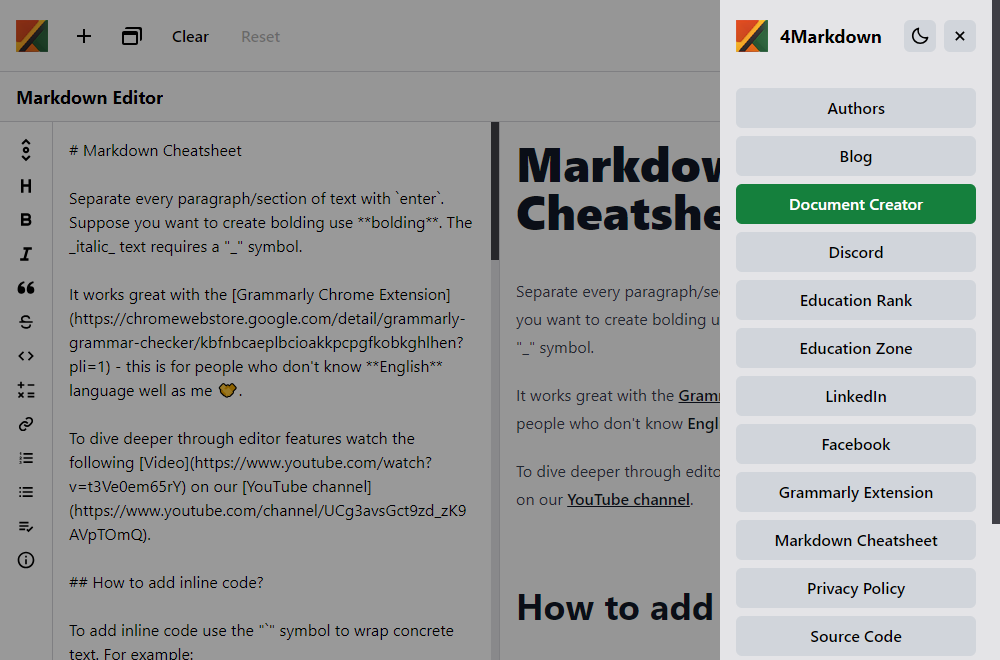 Clear
Reset
Markdown Editor
# Markdown Cheatsheet
Separate every paragraph/section of text with `enter`.
Suppose you want to create bolding use **bolding**. The
_italic_ text requires a "_" symbol.
It works great with the [Grammarly Chrome Extension]
(https://chromewebstore.google.com/detail/grammarly-
grammar-checker/kbfnbcaeplbcioakkpcpgfkobkghlhen?
pli=1) - this is for people who don't know **English**
language well as me 🤝.
To dive deeper through editor features watch the
following [Video](https://www.youtube.com/watch?
v=t3Ve0em65rY) on our [YouTube channel]
(https://www.youtube.com/channel/UCg3avsGct9zd_zK9
AVpTOmQ).
## How to add inline code?
To add inline code use the "`" symbol to wrap concrete
text. For example:
Separate every paragraph/se
you want to create bolding u
"_" symbol.
It works great with the Gram
people who don't know Engl
To dive deeper through edito
on our YouTube channel.
How to add
4Markdown
Authors
Blog
Document Creator
Discord
Education Rank
Education Zone
LinkedIn
Facebook
Grammarly Extension
Markdown Cheatsheet
Privacy Policy
Source Code